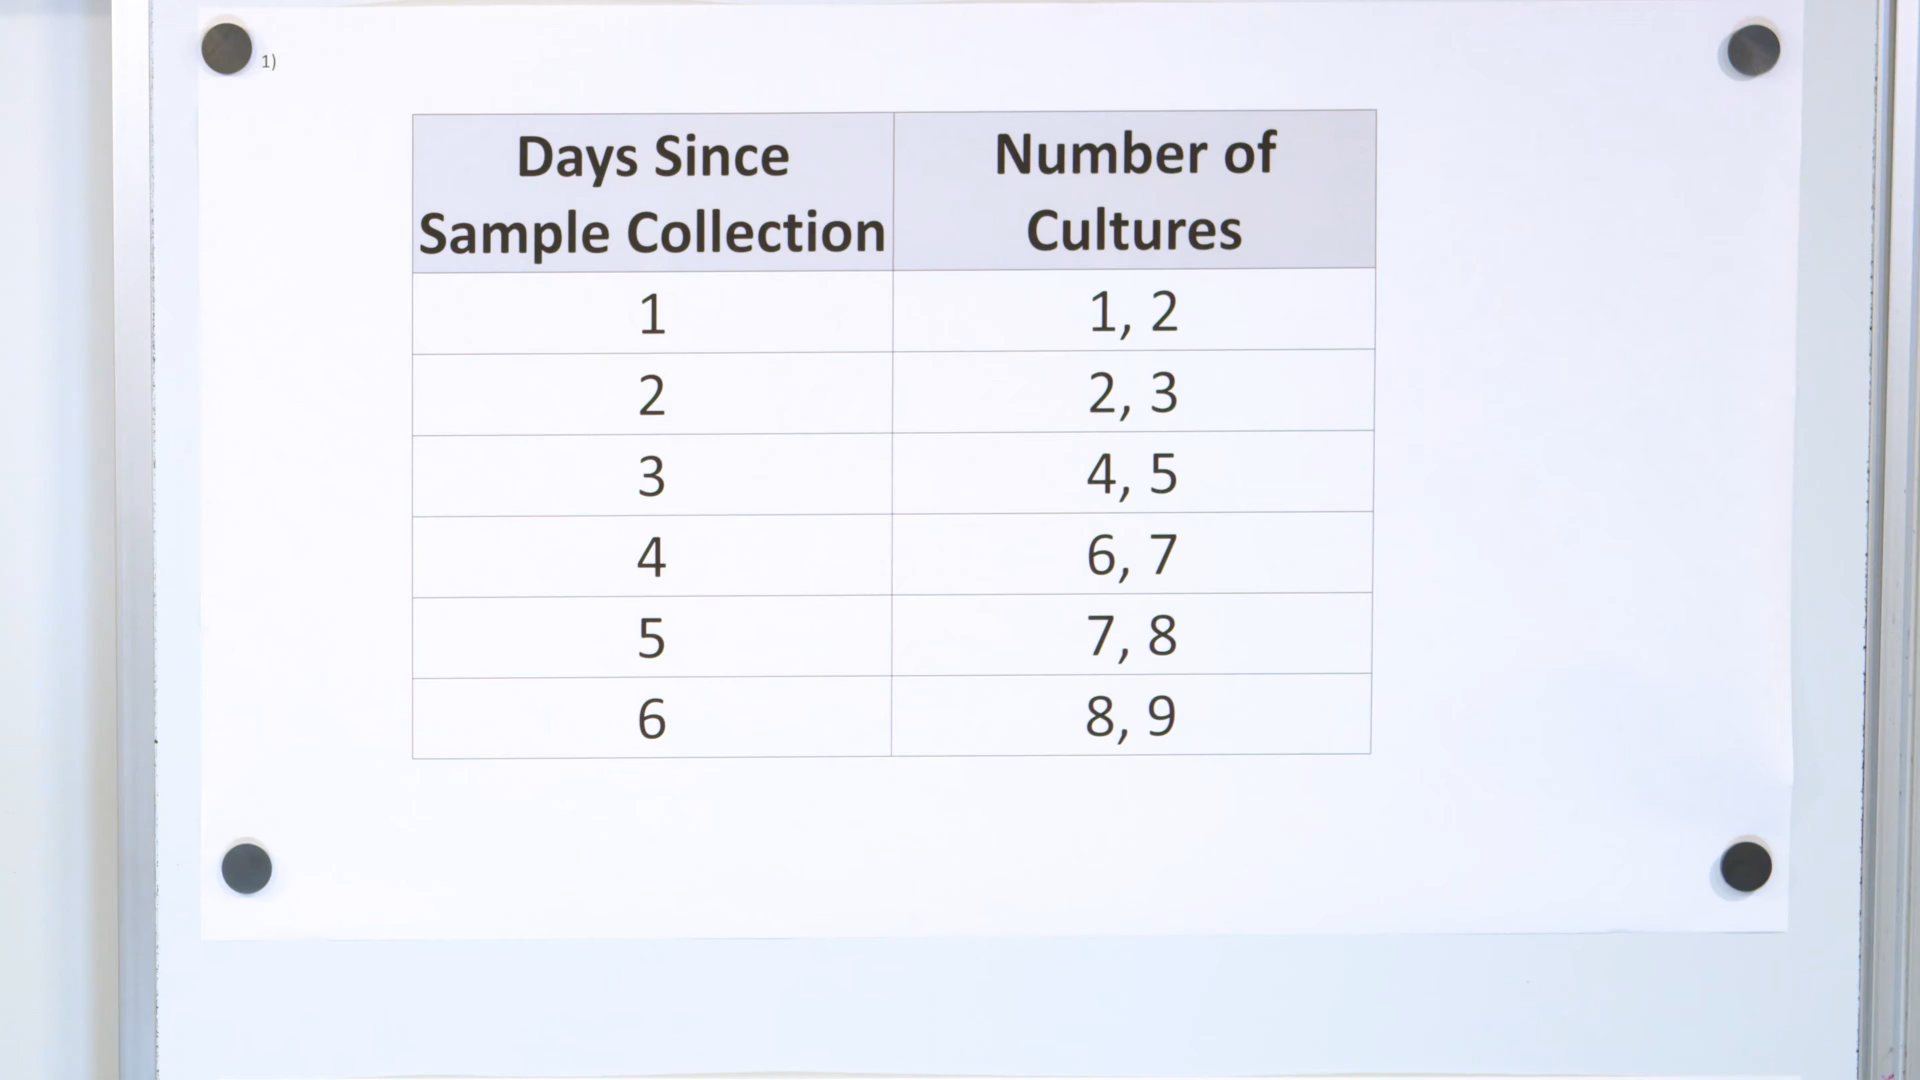 1)
Days Since Number of
Sample Collection Cultures
1 1, 2
2 2, 3
3 4, 5
4 6, 7
5 7, 8
6 8, 9